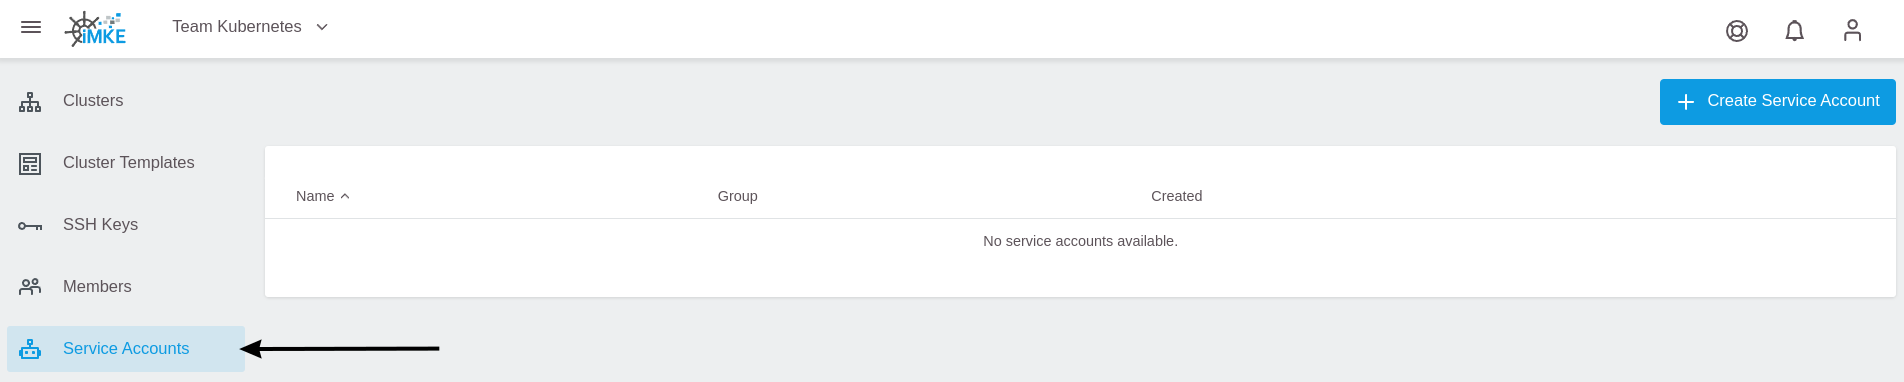 iMKE
Team Kubernetes
Clusters
Create Service Account
Cluster Templates
Name
Group
Created
SSH Keys
No service accounts available.
Members
Service Accounts